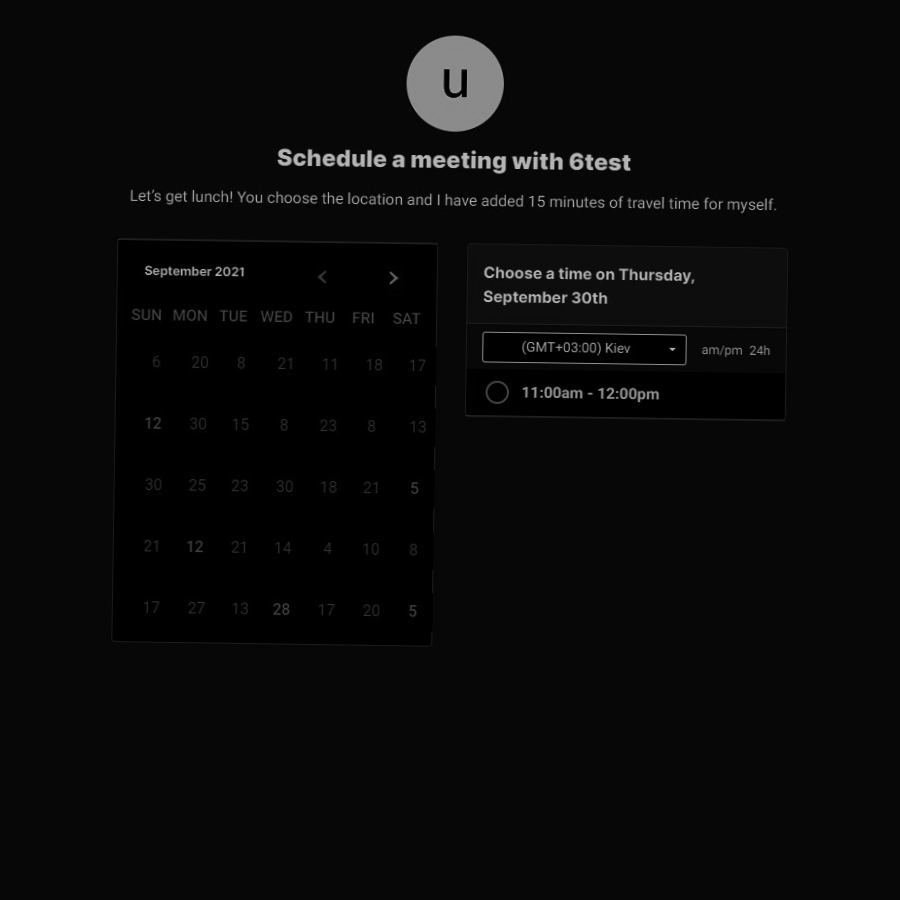 u
Schedule a meeting with 6test
Let's get lunch! You choose the location and I have added 15 minutes of travel time for myself.
September 2021
SUN MON TUE WED THU FRI SAT
6 20 8 21 11 18 17
12 30 15 8 23 8 13
30 25 23 30 18 21 5
21 12 21 14 4 10 8
17 27 13 28 17 20 5
Choose a time on Thursday,
September 30th
(GMT+03:00) Kiev
am/pm 24h
11:00am - 12:00pm